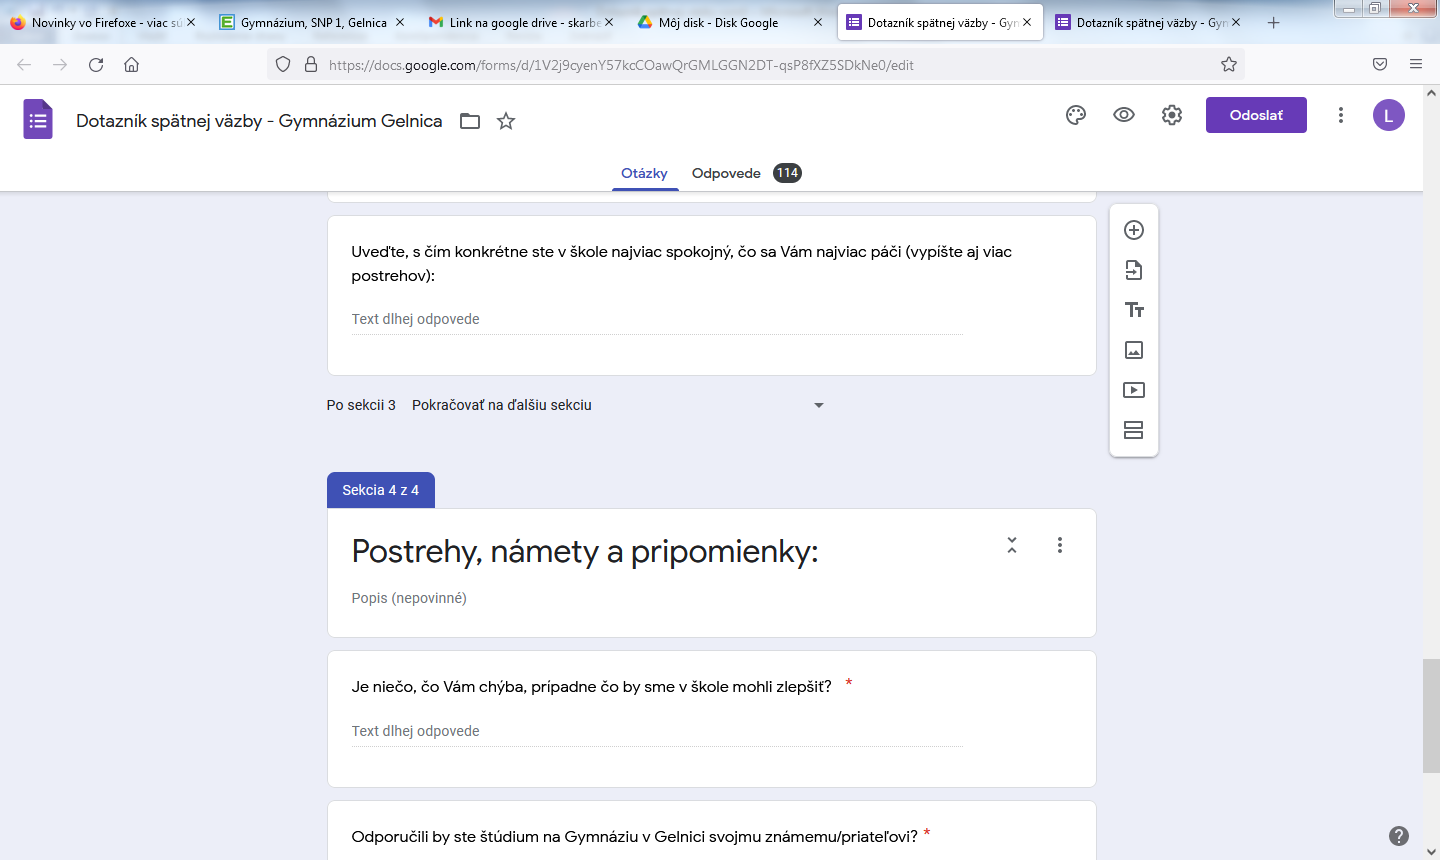 Novinky vo Firefoxe - viac sú
Gymnázium, SNP 1, Gelnica
Link na google drive - skarbe
Môj disk - Disk Google
Dotazník spätnej väzby - Gyn
Dotazník spätnej väzby - Gyn
https://docs.google.com/forms/d/1V2j9cyenY57kcCOawQrGMLGGN2DT-qsP8fXZ5SDkNe0/edit
Dotazník spätnej väzby - Gymnázium Gelnica
Odoslať
L
Otázky
Odpovede 114
Uveďte, s čím konkrétne ste v škole najviac spokojný, čo sa Vám najviac páči (vypíšte aj viac
postrehov):
Text dlhej odpovede
Po sekcii 3 Pokračovať na ďalšiu sekciu
Sekcia 4 z 4
Postrehy, námety a pripomienky:
Popis (nepovinné)
Je niečo, čo Vám chýba, prípadne čo by sme v škole mohli zlepšiť? *
Text dlhej odpovede
Odporučili by ste štúdium na Gymnáziu v Gelnici svojmu známemu/priateľovi? *